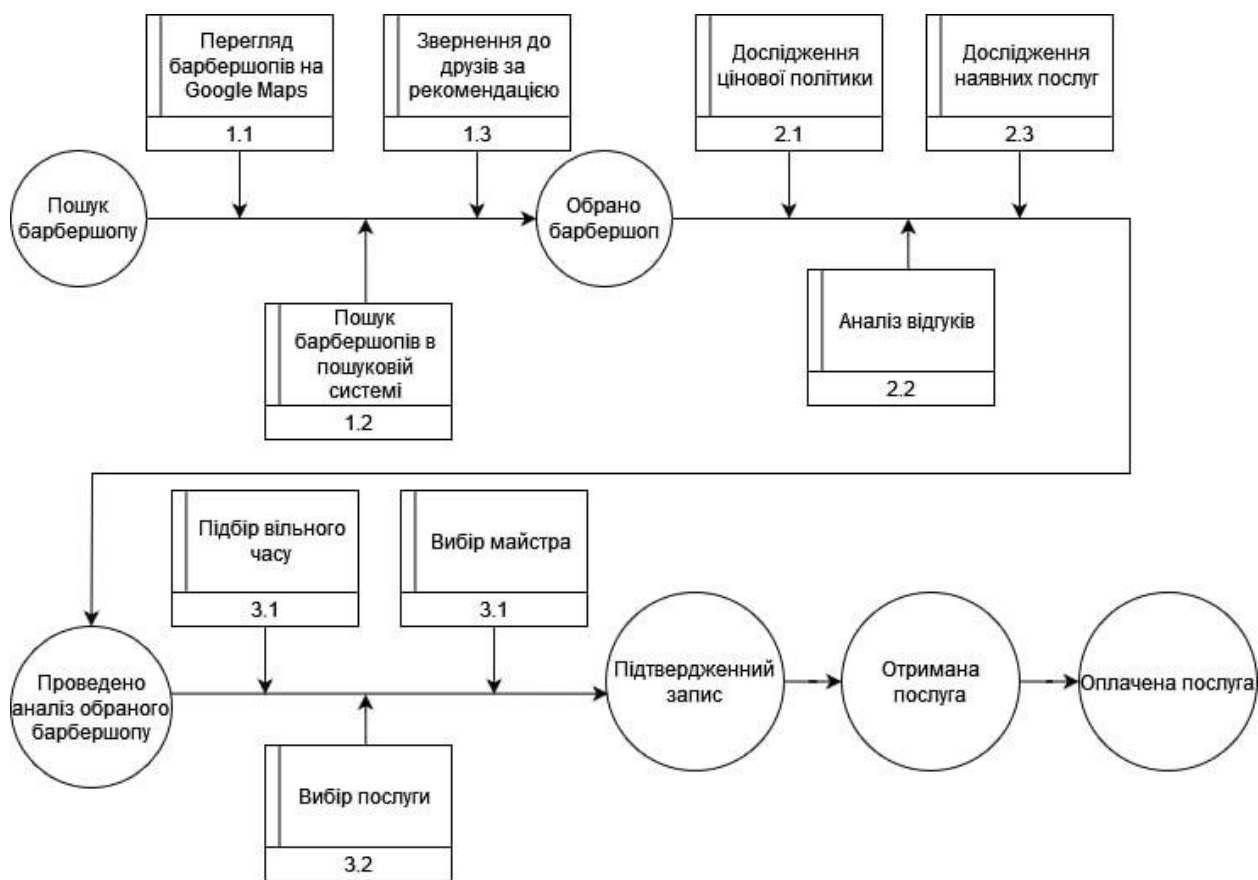 Перегляд
барбершопів на
Google Maps
1.1
Звернення до
друзів за
рекомендацією
1.3
Дослідження
цінової політики
2.1
Дослідження
наявних послуг
2.3
Пошук
барбершопу
Обрано
барбершоп
Пошук
барбершопів в
пошуковій
системі
1.2
Аналіз відгуків
2.2
Підбір вільного
часу
3.1
Вибір майстра
3.1
Проведено
аналіз обраного
барбершопу
Підтвердженний
запис
Отримана
послуга
Оплачена послуга
Вибір послуги
3.2